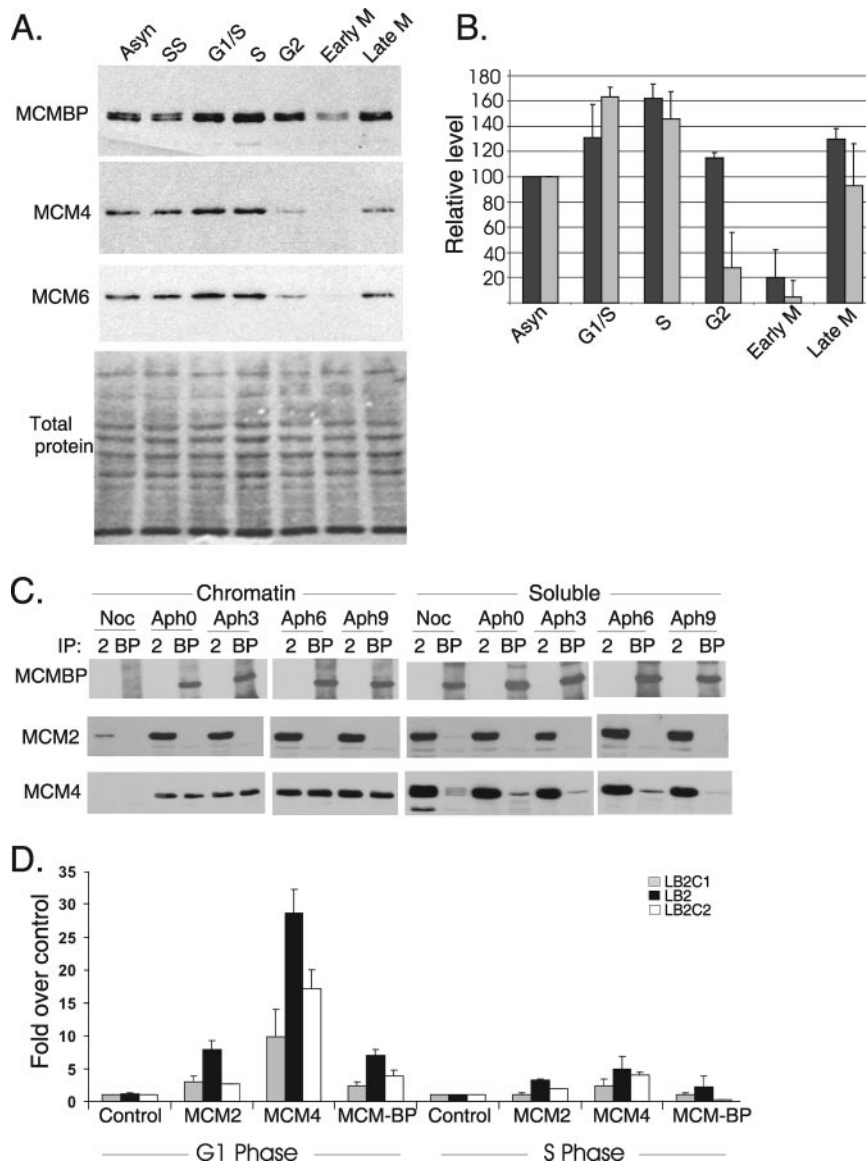 A.
Asyn SS G1/S S G2 Early M Late M
MCMBP
MCM4
MCM6
Total
protein
B.
Relative level
180
160
140
120
100
80
60
40
20
Asyn G1/S S G2 Early M Late M
C.
Chromatin Soluble
Noc Aph0 Aph3 Aph6 Aph9 Noc Aph0 Aph3 Aph6 Aph9
IP: 2 BP 2 BP 2 BP 2 BP 2 BP 2 BP 2 BP 2 BP 2 BP 2 BP
MCMBP
MCM2
MCM4
D.
Fold over control
35
30
25
20
15
10
5
0
LB2C1
LB2
LB2C2
Control MCM2 MCM4 MCM-BP Control MCM2 MCM4 MCM-BP
G1 Phase S Phase